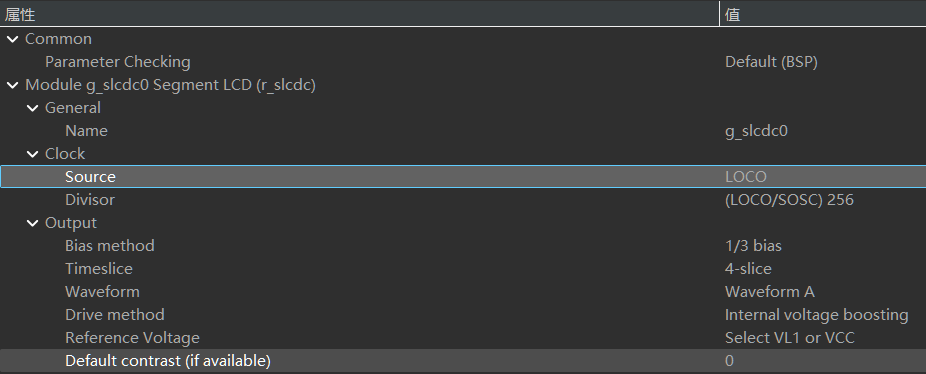 属性 值
Common
Parameter Checking Default (BSP)
Module g_slcdc0 Segment LCD (r_slcdc)
General
Name g_slcdc0
Clock
Source LOCO
Divisor (LOCO/SOSC) 256
Output
Bias method 1/3 bias
Timeslice 4-slice
Waveform Waveform A
Drive method Internal voltage boosting
Reference Voltage Select VL1 or VCC
Default contrast (if available) 0